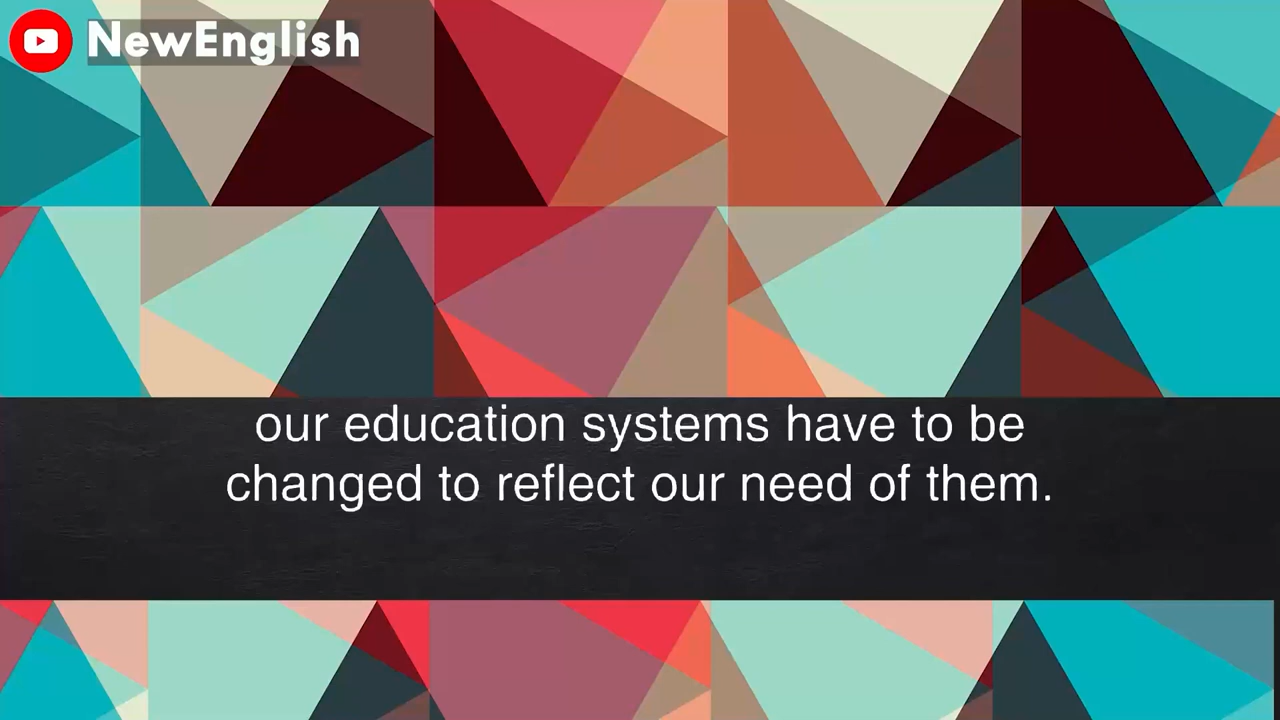 NewEnglish
our education systems have to be
changed to reflect our need of them.